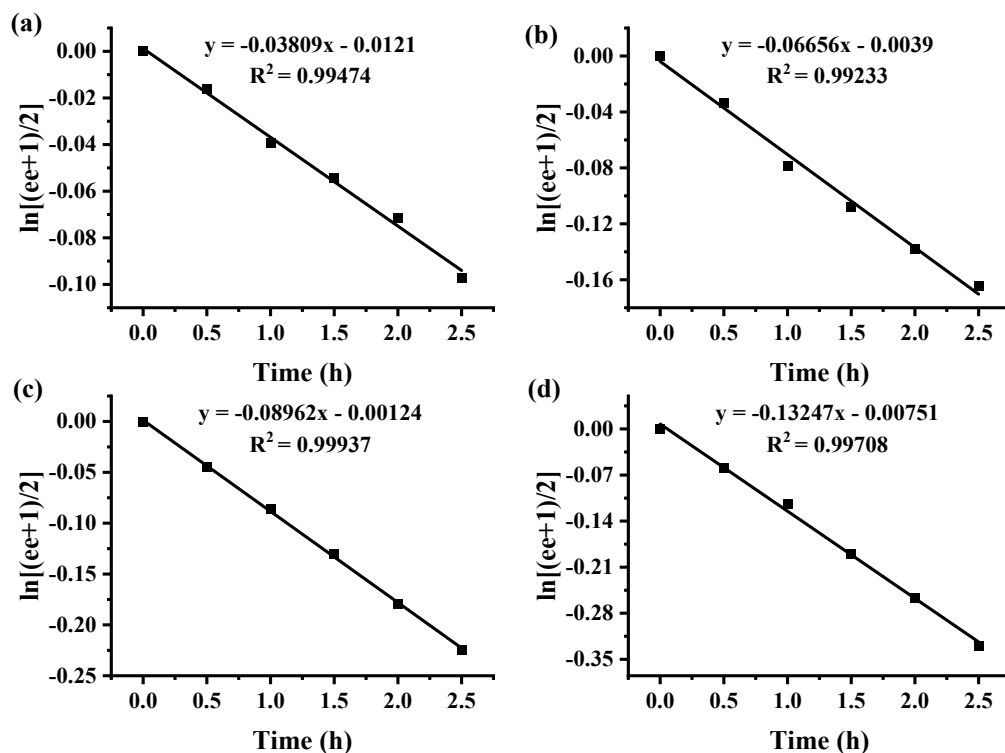 (a)
y = -0.03809x - 0.0121
R² = 0.99474
ln[(ee+1)/2]
0.00
-0.02
-0.04
-0.06
-0.08
-0.10
0.0 0.5 1.0 1.5 2.0 2.5
Time (h)
(b)
y = -0.06656x - 0.0039
R² = 0.99233
ln[(ee+1)/2]
0.00
-0.04
-0.08
-0.12
-0.16
0.0 0.5 1.0 1.5 2.0 2.5
Time (h)
(c)
y = -0.08962x - 0.00124
R² = 0.99937
ln[(ee+1)/2]
0.00
-0.05
-0.10
-0.15
-0.20
-0.25
0.0 0.5 1.0 1.5 2.0 2.5
Time (h)
(d)
y = -0.13247x - 0.00751
R² = 0.99708
ln[(ee+1)/2]
0.00
-0.07
-0.14
-0.21
-0.28
-0.35
0.0 0.5 1.0 1.5 2.0 2.5
Time (h)